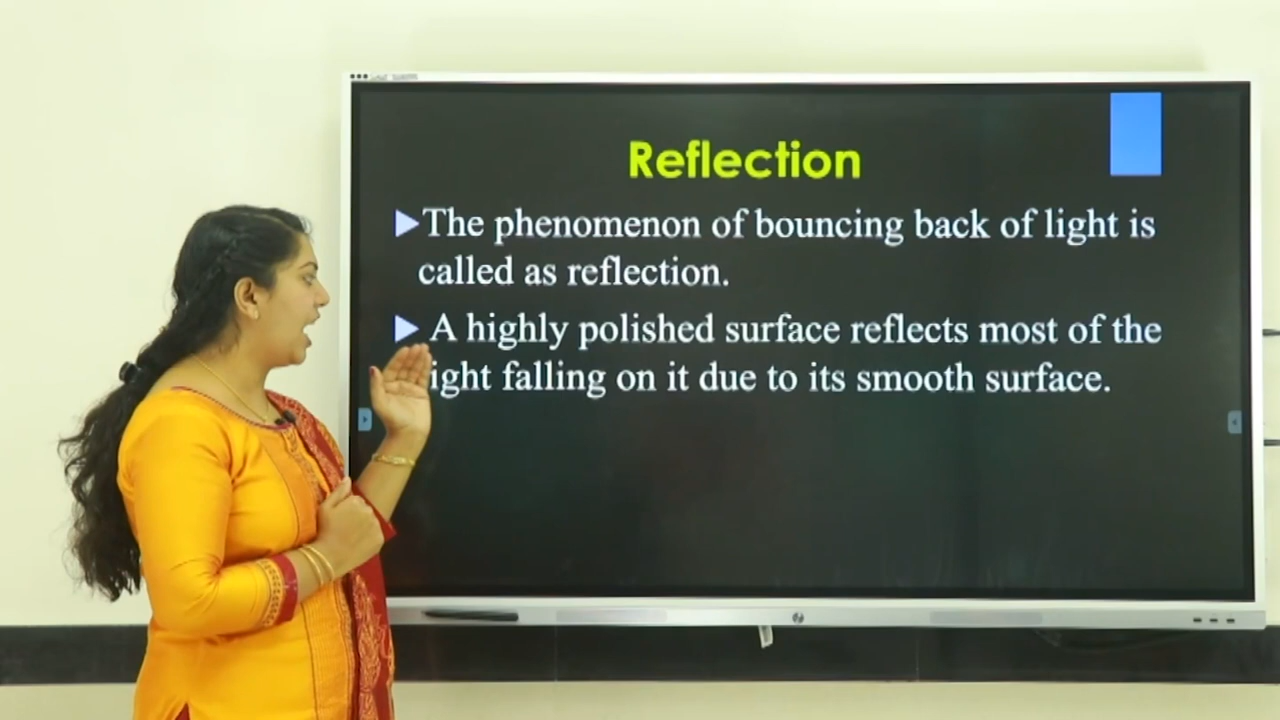 Reflection
The phenomenon of bouncing back of light is
called as reflection.
A highly polished surface reflects most of the
ight falling on it due to its smooth surface.
hp